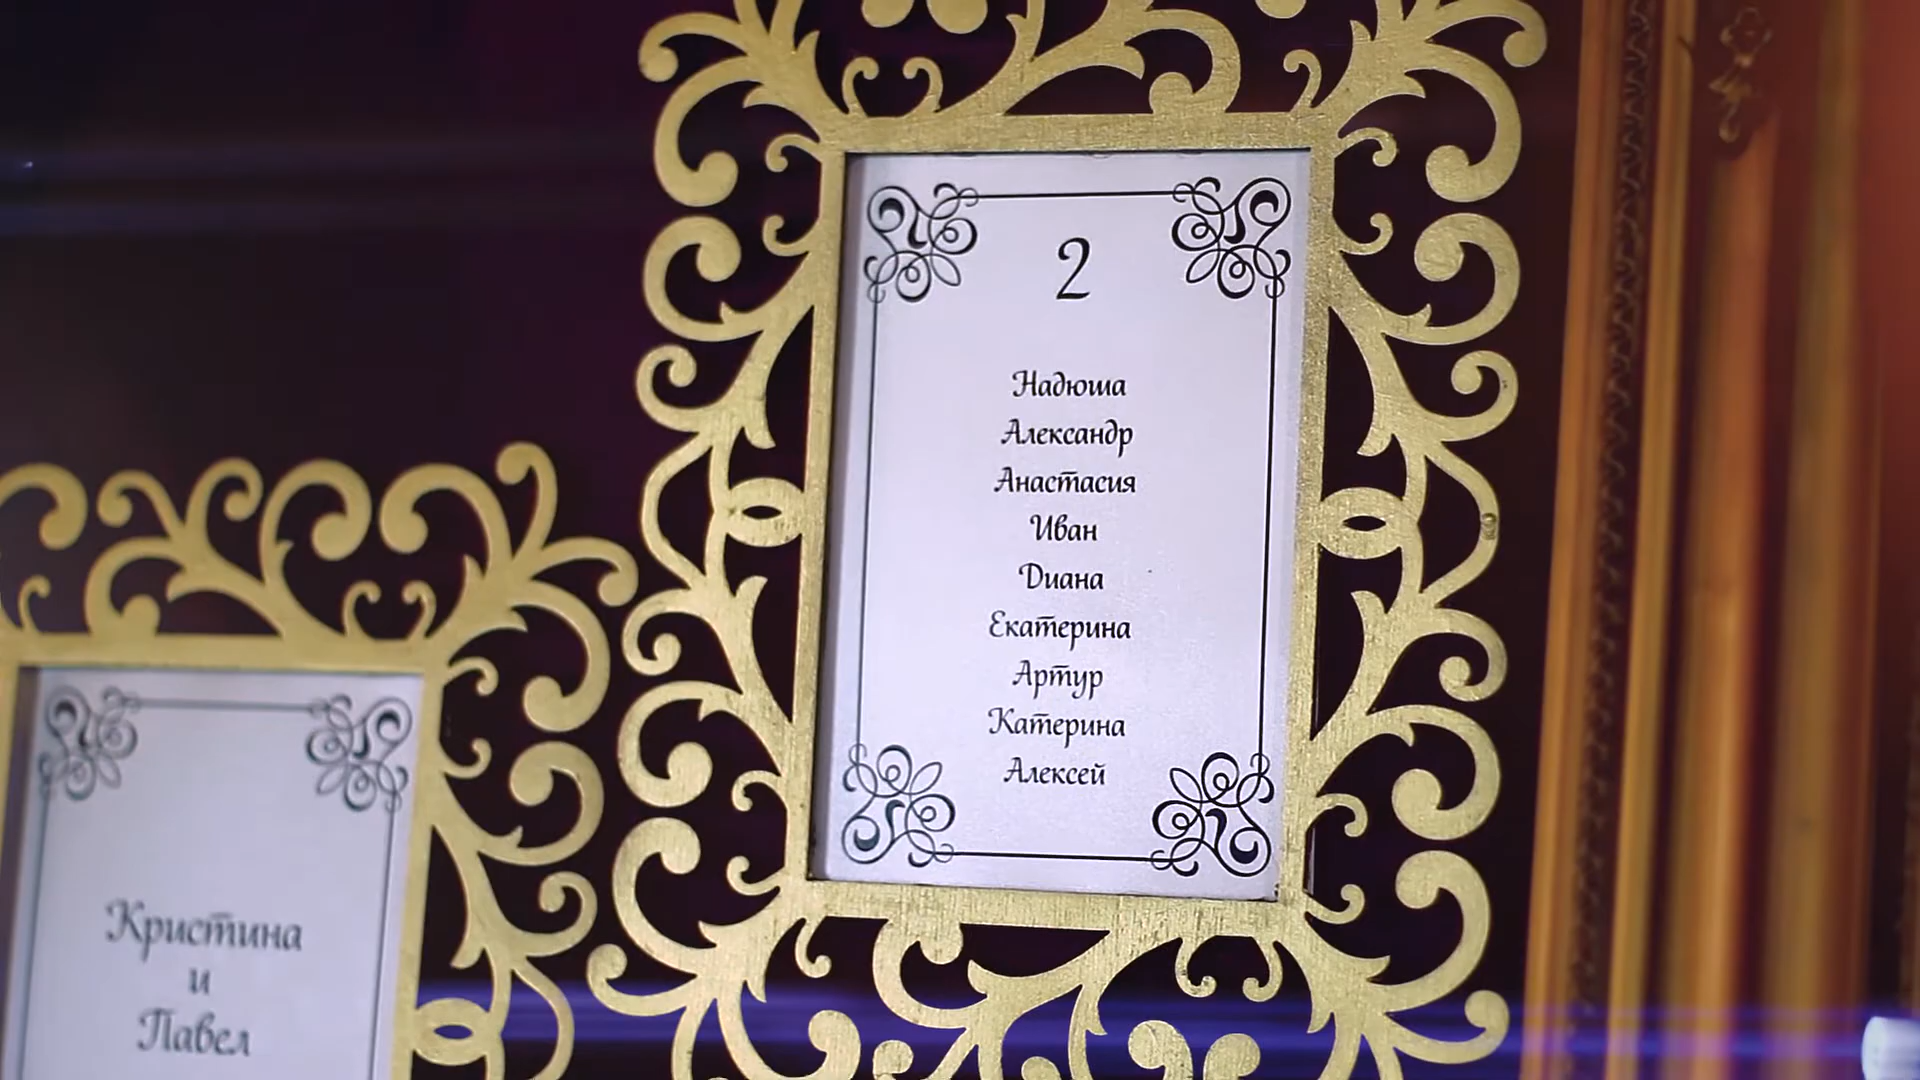 2
Надюша
Александр
Анастасия
Иван
Диана
Екатерина
Артур
Катерина
Алексей
Кристина
и
Павел